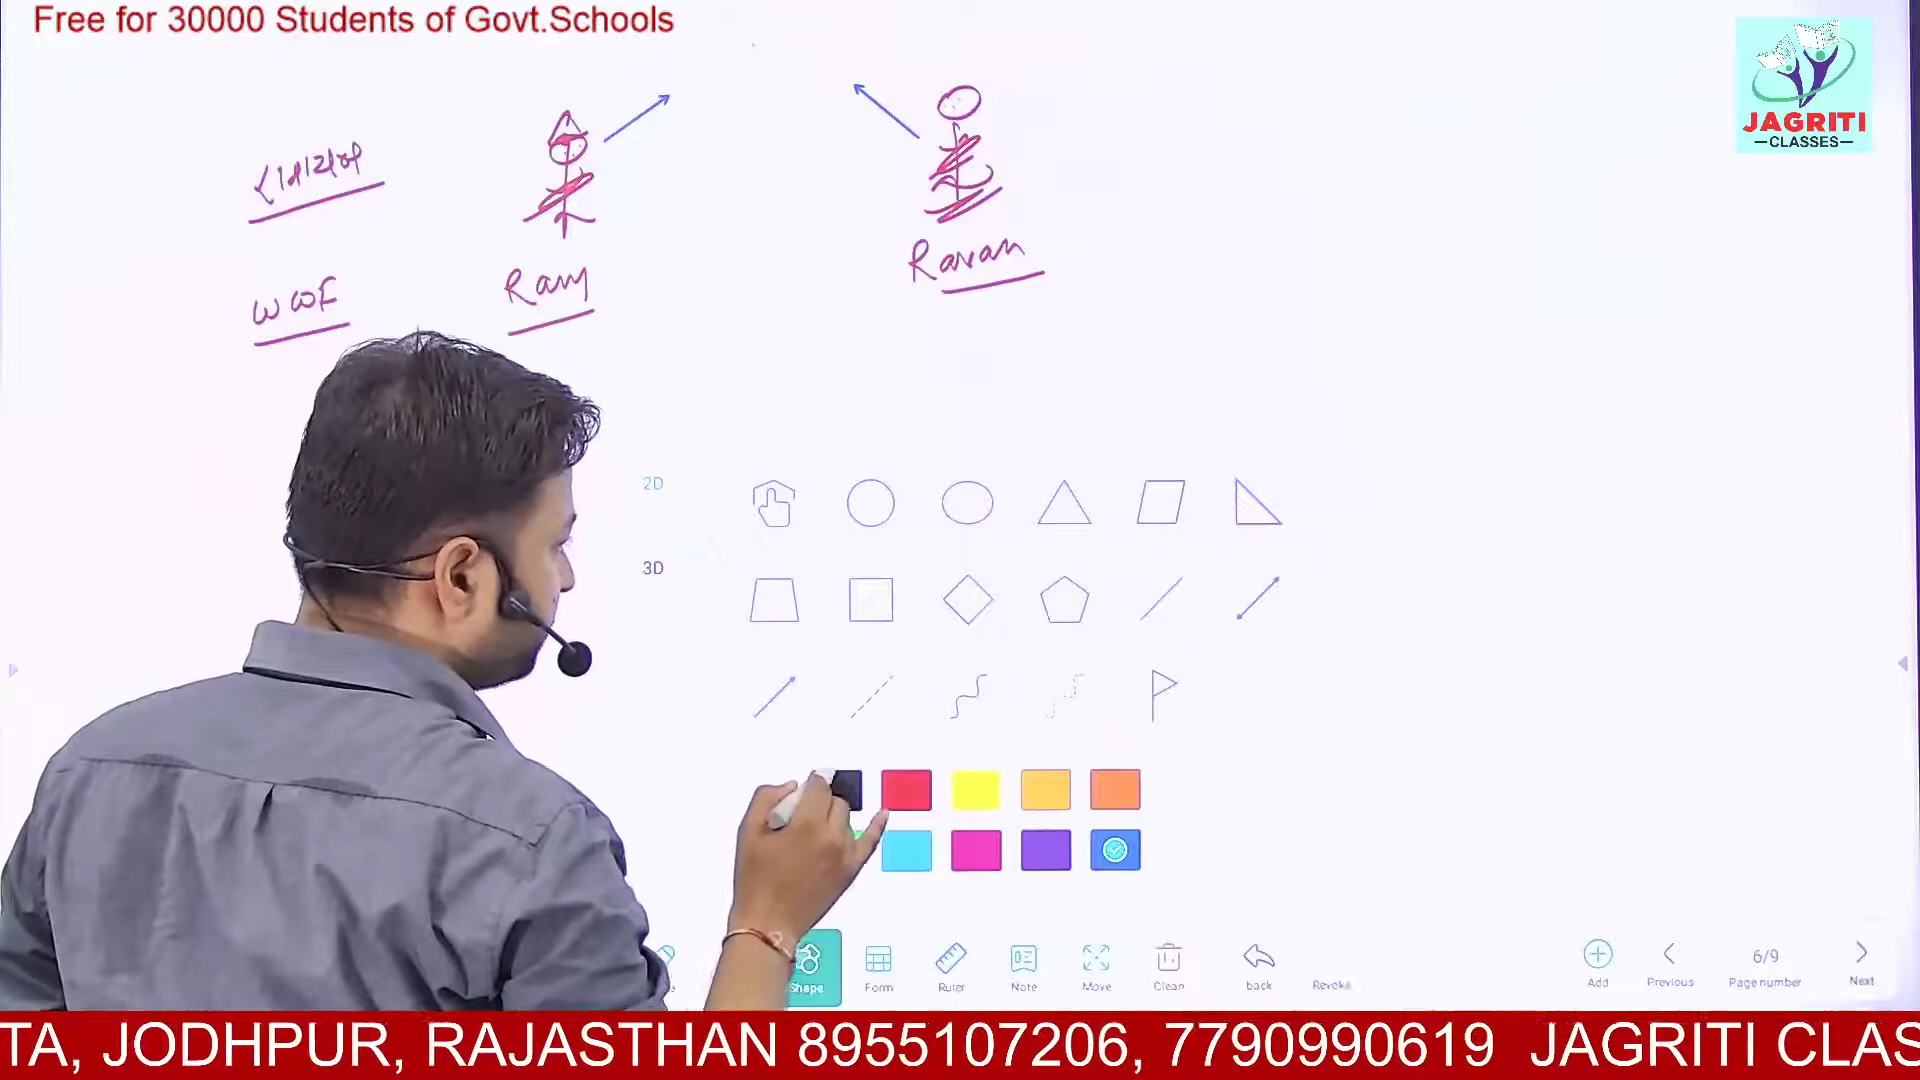 Free for 30000 Students of Govt.Schools
JAGRITI
CLASSES
WWF
Ram
Ravan
2D
3D
Shape
Form
Ruler
Note
Move
Clean
back
Revoke
Add
Previous
6/9
Page number
Next
TA, JODHPUR, RAJASTHAN 8955107206, 7790990619 JAGRITI CLAS